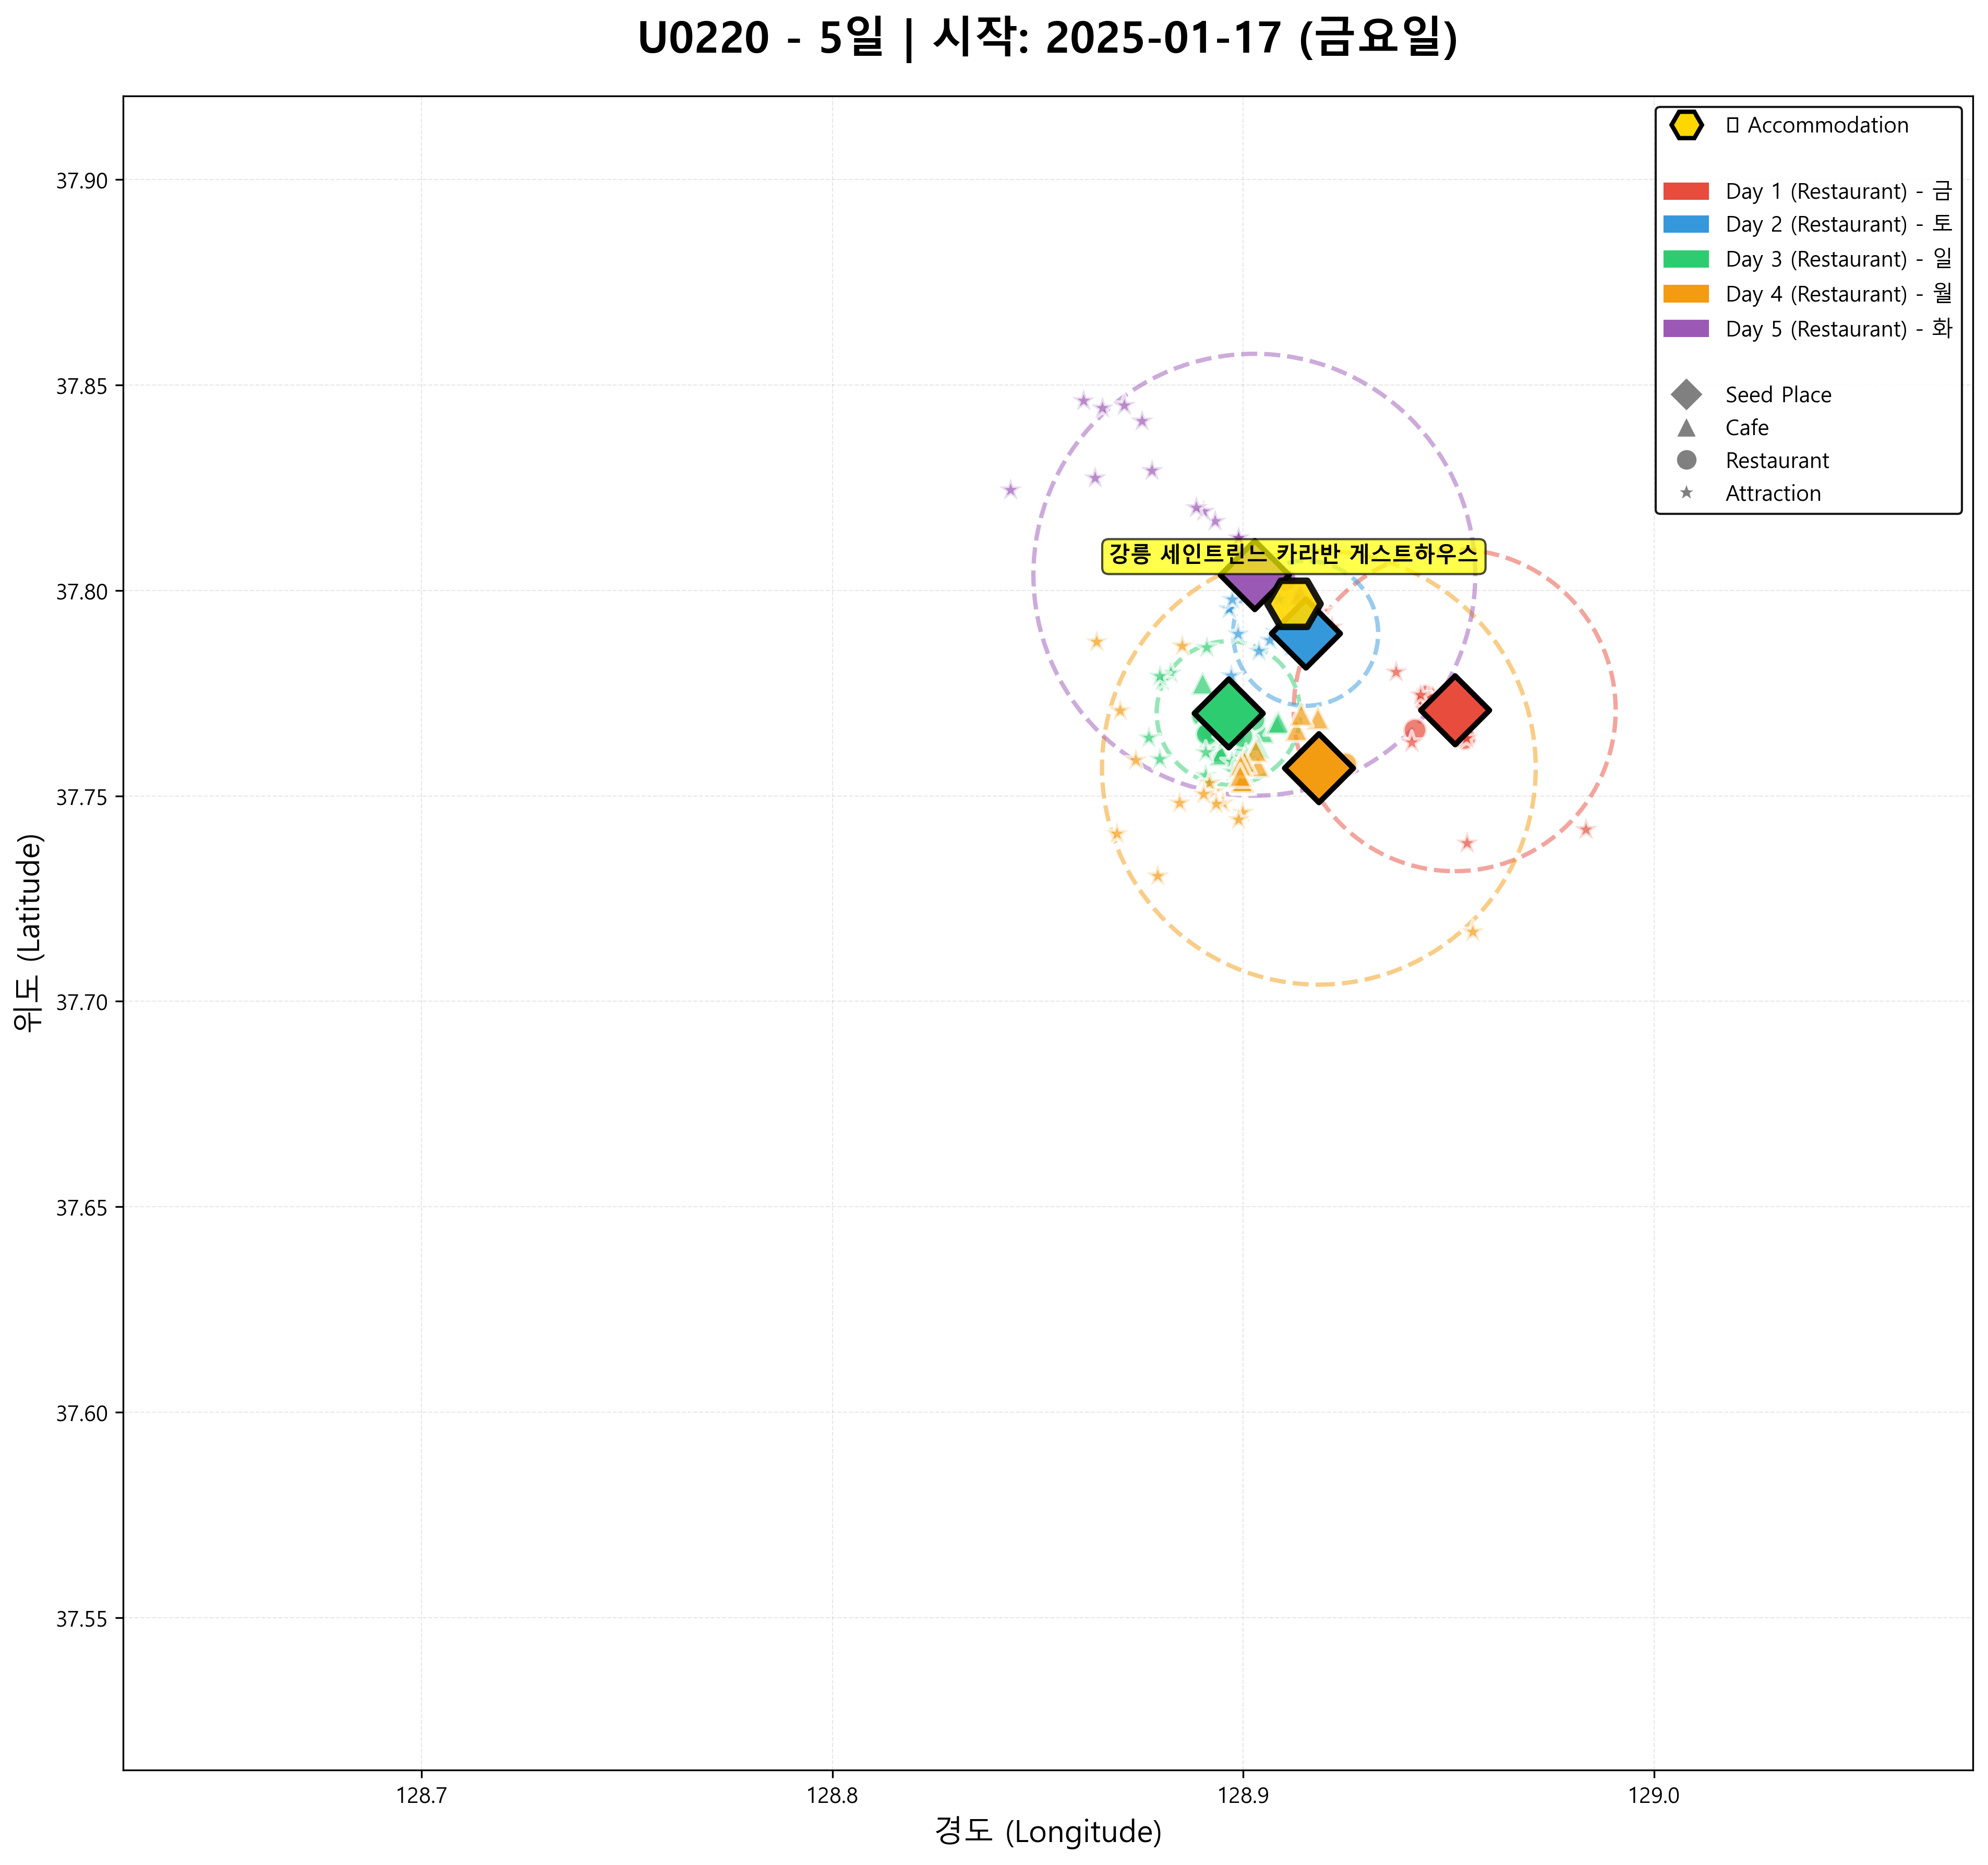 U0220 - 5일 | 시작: 2025-01-17 (금요일)
Accommodation
Day 1 (Restaurant) - 금
Day 2 (Restaurant) - 토
Day 3 (Restaurant) - 일
Day 4 (Restaurant) - 월
Day 5 (Restaurant) - 화
Seed Place
Cafe
Restaurant
Attraction
강릉 세인트린느 카라반 게스트하우스
위도 (Latitude)
37.90
37.85
37.80
37.75
37.70
37.65
37.60
37.55
128.7
128.8
128.9
129.0
경도 (Longitude)